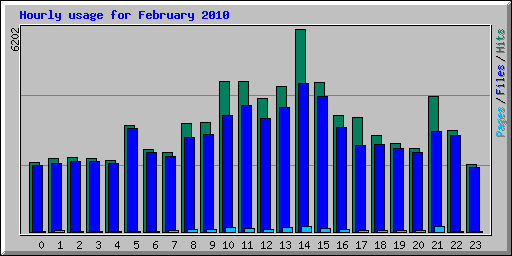 Hourly usage for February 2010
6202
Pages/Files/Hits
0 1 2 3 4 5 6 7 8 9 10 11 12 13 14 15 16 17 18 19 20 21 22 23